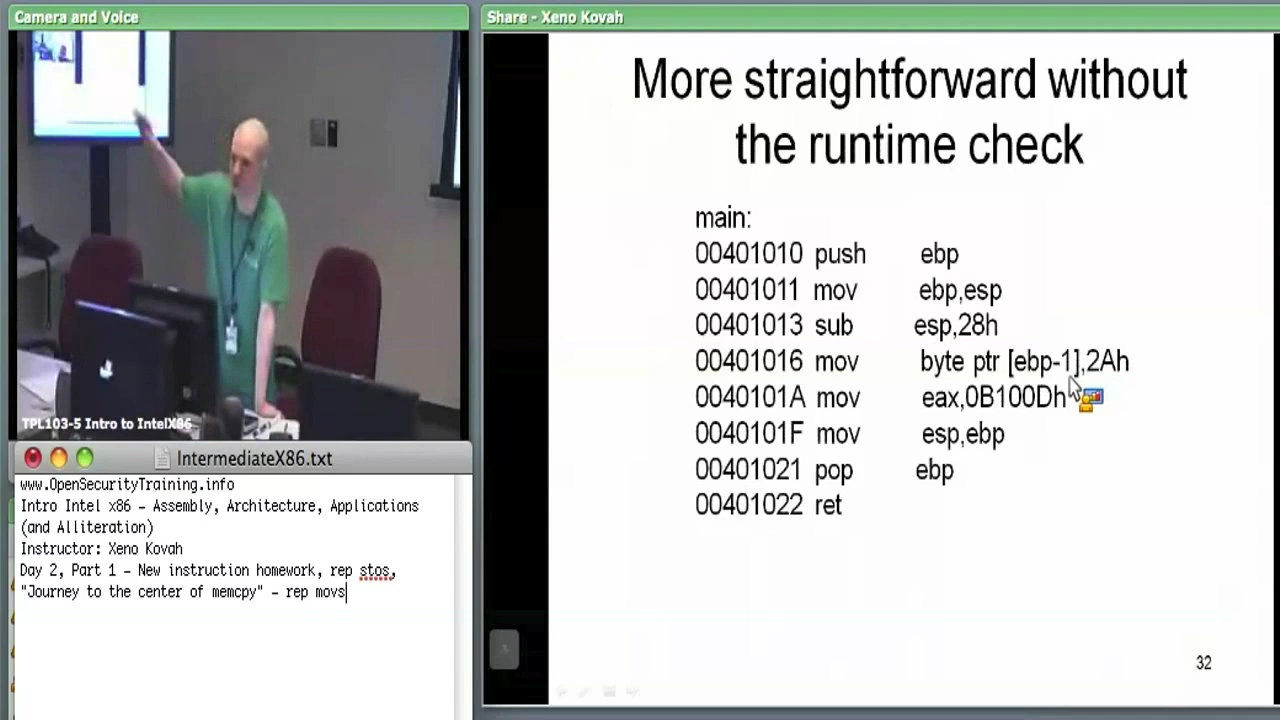 Camera and Voice
TPL103-5 Intro to IntelX86
IntermediateX86.txt
www.OpenSecurityTraining.info
Intro Intel x86 – Assembly, Architecture, Applications
(and Alliteration)
Instructor: Xeno Kovah
Day 2, Part 1 – New instruction homework, rep stos,
"Journey to the center of memcpy" – rep movs
Share - Xeno Kovah
More straightforward without
the runtime check
main:
00401010 push ebp
00401011 mov ebp,esp
00401013 sub esp,28h
00401016 mov byte ptr [ebp-1],2Ah
0040101A mov eax,0B100Dh
0040101F mov esp,ebp
00401021 pop ebp
00401022 ret
32